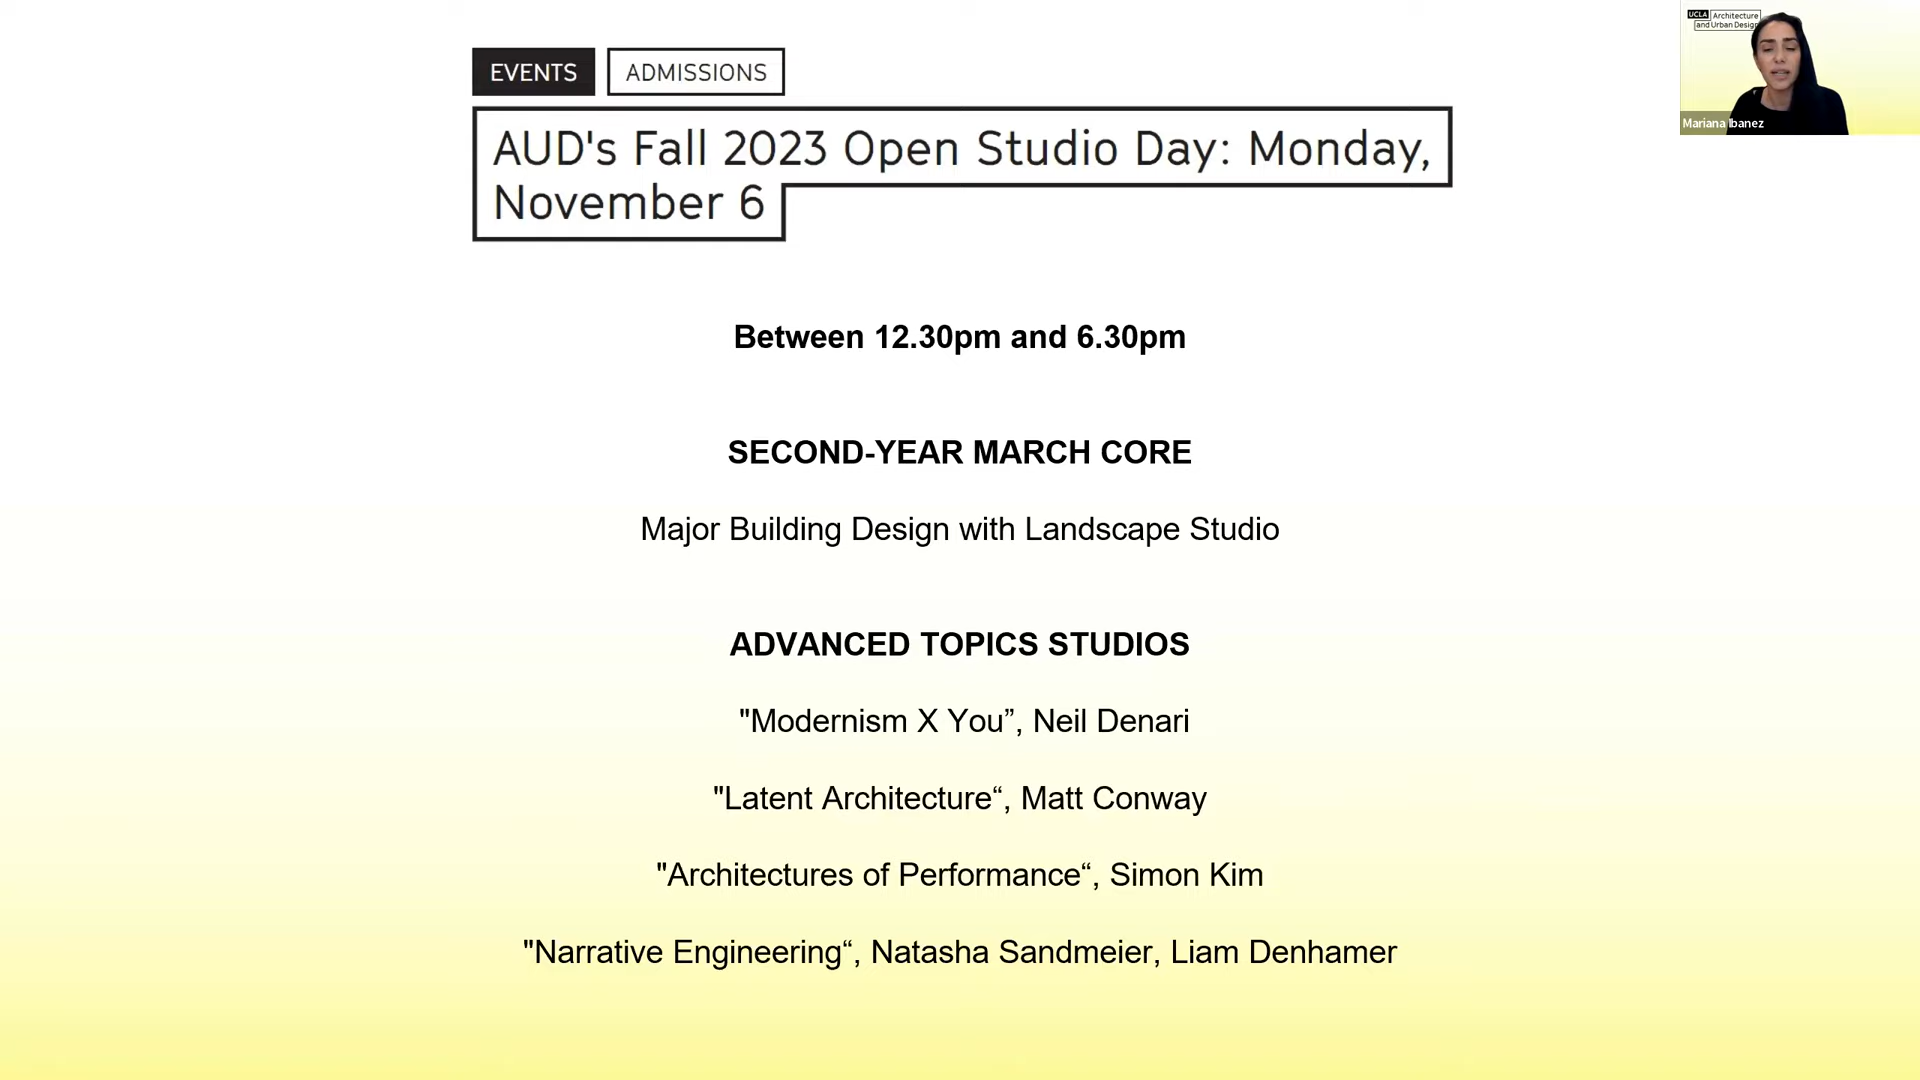 EVENTS ADMISSIONS
AUD's Fall 2023 Open Studio Day: Monday,
November 6
UCLA Architecture
and Urban Design
Mariana Ibanez
Between 12.30pm and 6.30pm
SECOND-YEAR MARCH CORE
Major Building Design with Landscape Studio
ADVANCED TOPICS STUDIOS
"Modernism X You”, Neil Denari
"Latent Architecture“, Matt Conway
"Architectures of Performance“, Simon Kim
"Narrative Engineering“, Natasha Sandmeier, Liam Denhamer